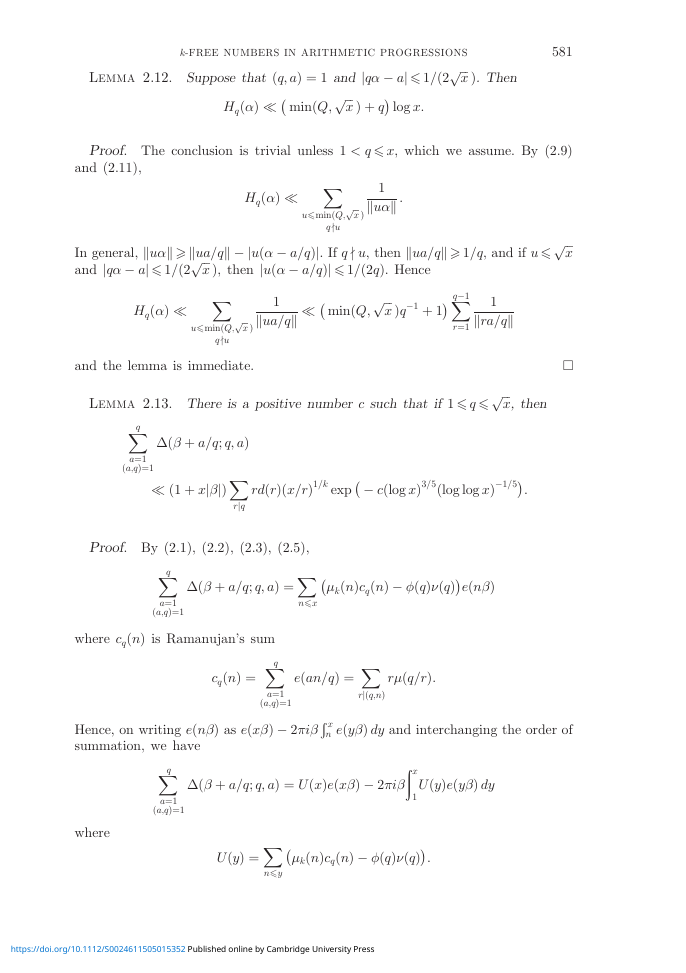 k-FREE NUMBERS IN ARITHMETIC PROGRESSIONS 581
LEMMA 2.12. Suppose that (q, a) = 1 and |qα − a| ⩽ 1/(2√x). Then
H_q(α) ≪ (min(Q, √x) + q) log x.
Proof. The conclusion is trivial unless 1 < q ⩽ x, which we assume. By (2.9)
and (2.11),
H_q(α) ≪ ∑_{u⩽min(Q,√x), q∤u} 1/‖uα‖.
In general, ‖uα‖ ⩾ ‖ua/q‖ − |u(α − a/q)|. If q ∤ u, then ‖ua/q‖ ⩾ 1/q, and if u ⩽ √x
and |qα − a| ⩽ 1/(2√x), then |u(α − a/q)| ⩽ 1/(2q). Hence
H_q(α) ≪ ∑_{u⩽min(Q,√x), q∤u} 1/‖ua/q‖ ≪ (min(Q, √x)q^{−1} + 1) ∑_{r=1}^{q−1} 1/‖ra/q‖
and the lemma is immediate. □
LEMMA 2.13. There is a positive number c such that if 1 ⩽ q ⩽ √x, then
∑_{a=1, (a,q)=1}^{q} Δ(β + a/q; q, a)
≪ (1 + x|β|) ∑_{r|q} rd(r)(x/r)^{1/k} exp(− c(log x)^{3/5}(log log x)^{−1/5}).
Proof. By (2.1), (2.2), (2.3), (2.5),
∑_{a=1, (a,q)=1}^{q} Δ(β + a/q; q, a) = ∑_{n⩽x} (μ_k(n)c_q(n) − φ(q)ν(q))e(nβ)
where c_q(n) is Ramanujan's sum
c_q(n) = ∑_{a=1, (a,q)=1}^{q} e(an/q) = ∑_{r|(q,n)} rμ(q/r).
Hence, on writing e(nβ) as e(xβ) − 2πiβ ∫_n^x e(yβ) dy and interchanging the order of
summation, we have
∑_{a=1, (a,q)=1}^{q} Δ(β + a/q; q, a) = U(x)e(xβ) − 2πiβ ∫_1^x U(y)e(yβ) dy
where
U(y) = ∑_{n⩽y} (μ_k(n)c_q(n) − φ(q)ν(q)).
https://doi.org/10.1112/S0024611505015352 Published online by Cambridge University Press